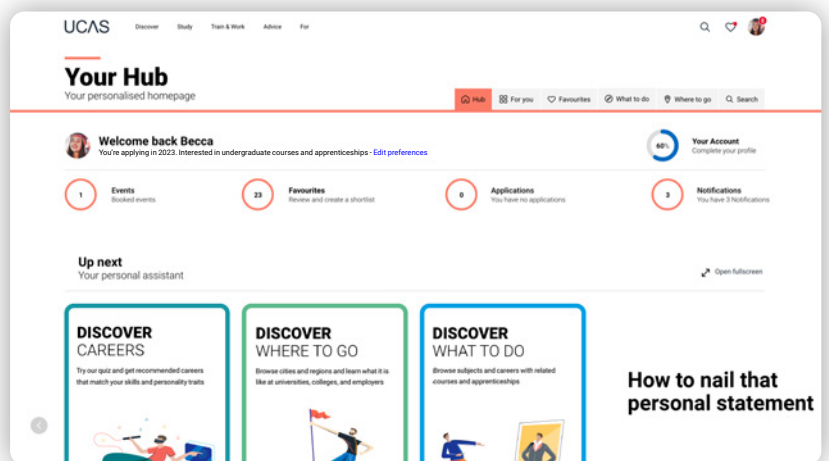 UCAS Discover Study Train & Work Advice For
Your Hub
Your personalised homepage
Hub For you Favourites What to do Where to go Search
Welcome back Becca
You're applying in 2023. Interested in undergraduate courses and apprenticeships - Edit preferences
60%
Your Account
Complete your profile
1
Events
Booked events
23
Favourites
Review and create a shortlist
0
Applications
You have no applications
3
Notifications
You have 3 Notifications
Up next
Your personal assistant
Open fullscreen
DISCOVER
CAREERS
Try our quiz and get recommended careers
that match your skills and personality traits
DISCOVER
WHERE TO GO
Browse cities and regions and learn what it is
like at universities, colleges, and employers
DISCOVER
WHAT TO DO
Browse subjects and careers with related
courses and apprenticeships
How to nail that
personal statement